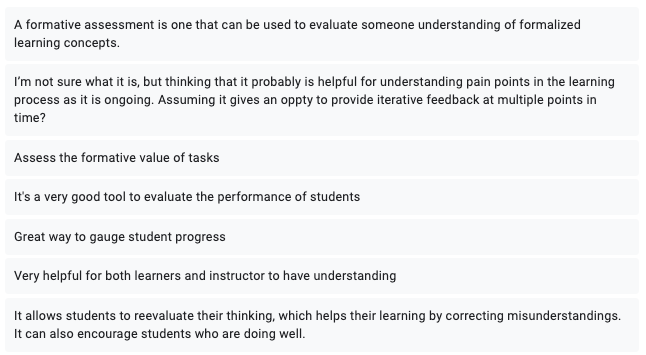 A formative assessment is one that can be used to evaluate someone understanding of formalized
learning concepts.
I’m not sure what it is, but thinking that it probably is helpful for understanding pain points in the learning
process as it is ongoing. Assuming it gives an oppty to provide iterative feedback at multiple points in
time?
Assess the formative value of tasks
It's a very good tool to evaluate the performance of students
Great way to gauge student progress
Very helpful for both learners and instructor to have understanding
It allows students to reevaluate their thinking, which helps their learning by correcting misunderstandings.
It can also encourage students who are doing well.